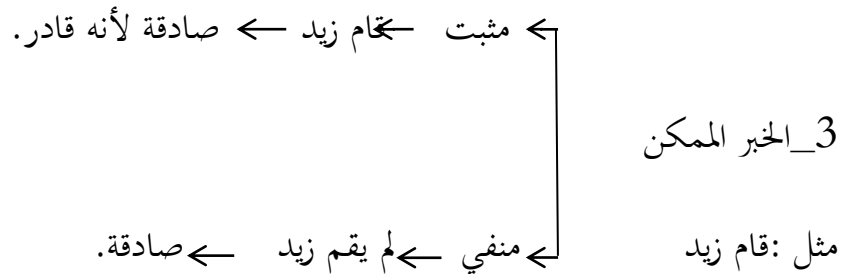 مثبت ← قام زيد ← صادقة لأنه قادر.
3_الخبر الممكن
مثل :قام زيد ← منفي ← لم يقم زيد ← صادقة.